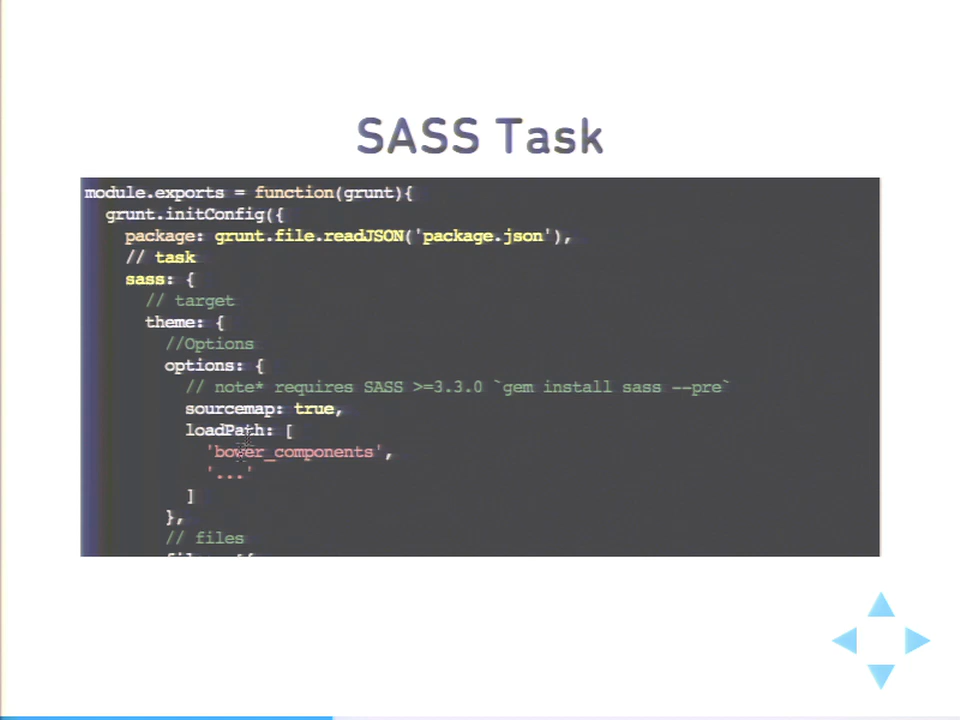 SASS Task
module.exports = function(grunt){
  grunt.initConfig({
    package: grunt.file.readJSON('package.json'),
    // task
    sass: {
      // target
      theme: {
        //Options
        options: {
          // note* requires SASS >=3.3.0 `gem install sass --pre`
          sourcemap: true,
          loadPath: [
            'bower_components',
            '...'
          ]
        },
        // files